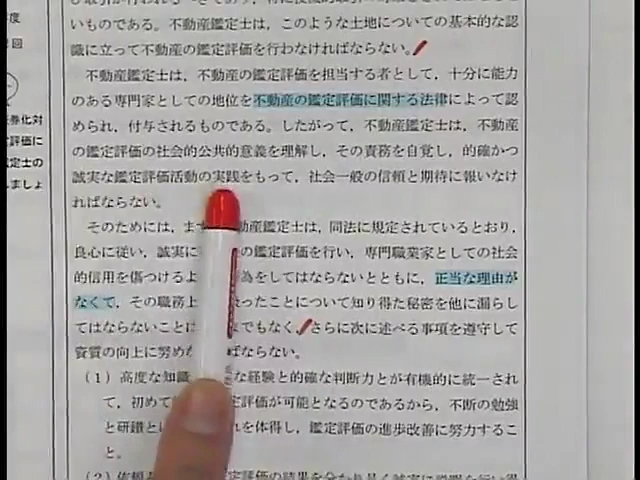 いものである。不動産鑑定士は，このような土地についての基本的な認
識に立って不動産の鑑定評価を行わなければならない。
不動産鑑定士は，不動産の鑑定評価を担当する者として，十分に能力
のある専門家としての地位を不動産の鑑定評価に関する法律によって認
められ，付与されるものである。したがって，不動産鑑定士は，不動産
の鑑定評価の社会的公共的意義を理解し，その責務を自覚し，的確かつ
誠実な鑑定評価活動の実践をもって，社会一般の信頼と期待に報いなけ
ればならない。
そのためには，まず 動産鑑定士は，同法に規定されているとおり，
良心に従い，誠実に の鑑定評価を行い，専門職業家としての社会
的信用を傷つけるよ 為をしてはならないとともに，正当な理由が
なくて，その職務上 ったことについて知り得た秘密を他に漏らし
てはならないことは でもなく，さらに次に述べる事項を遵守して
資質の向上に努め ばならない。
（1）高度な知識 な経験と的確な判断力とが有機的に統一され
て，初めて 定評価が可能となるのであるから，不断の勉強
と研鑽と れを体得し，鑑定評価の進歩改善に努力するこ
と。
券化対
定評価に
定士の
ましょ